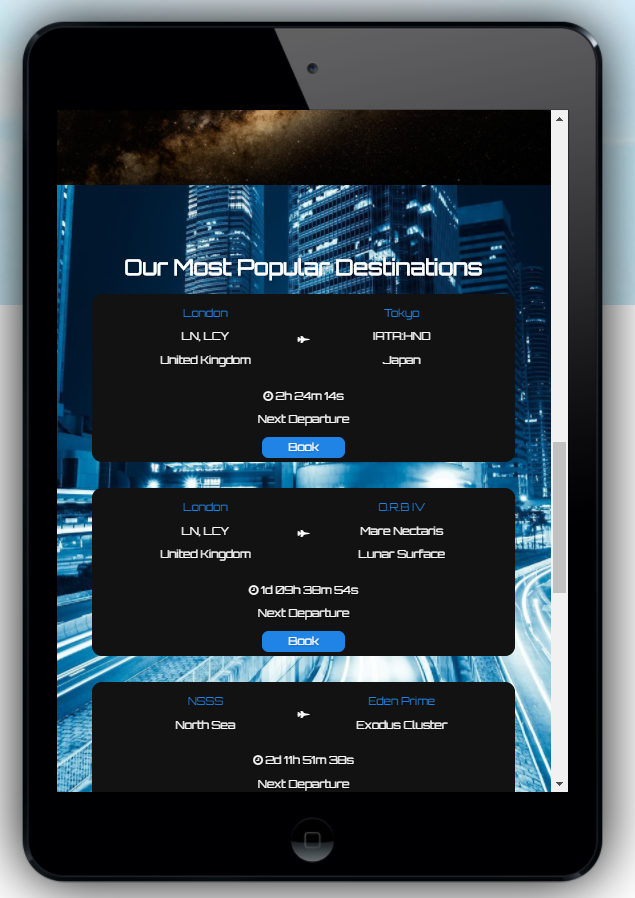 Our Most Popular Destinations
London
Tokyo
LN, LCY
IATA:HND
United Kingdom
Japan
2h 24m 14s
Next Departure
Book
London
O.R.B IV
LN, LCY
Mare Nectaris
United Kingdom
Lunar Surface
1d 09h 38m 54s
Next Departure
Book
NSSS
Eden Prime
North Sea
Exodus Cluster
2d 11h 51m 38s
Next Departure